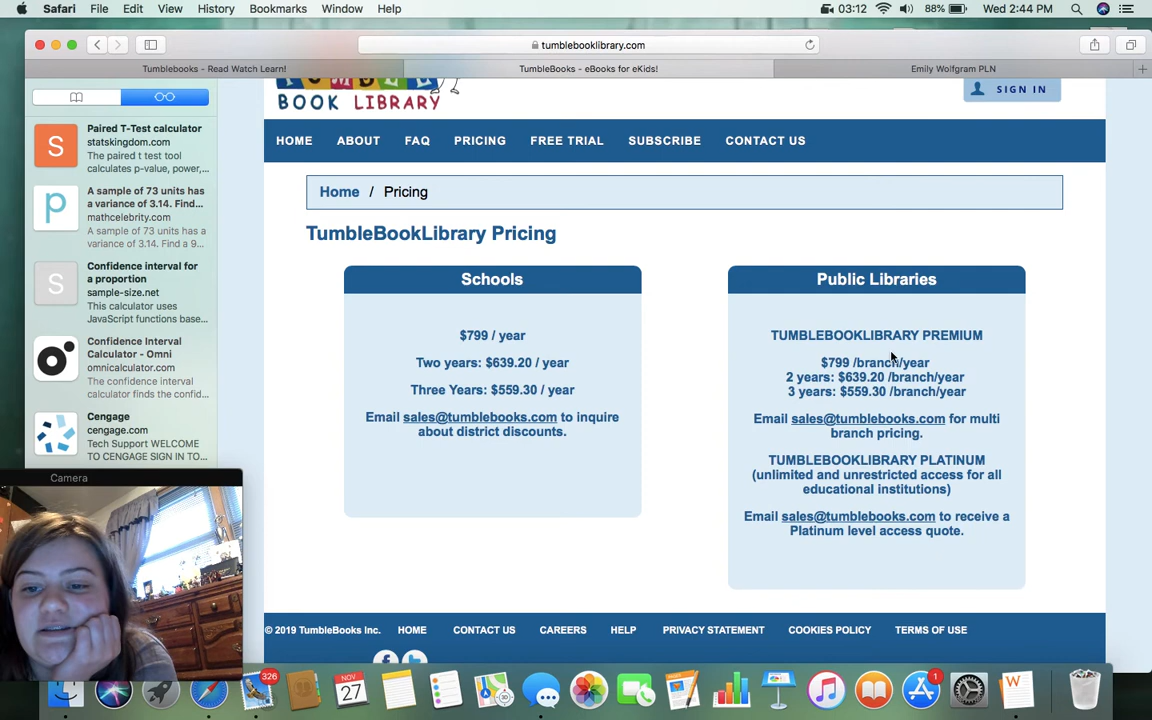 Safari File Edit View History Bookmarks Window Help 03:12 88% Wed 2:44 PM
tumblebooklibrary.com
Tumblebooks - Read Watch Learn! TumbleBooks - eBooks for eKids! Emily Wolfgram PLN
BOOK LIBRARY
SIGN IN
HOME ABOUT FAQ PRICING FREE TRIAL SUBSCRIBE CONTACT US
Home / Pricing
TumbleBookLibrary Pricing
S
Paired T-Test calculator
statskingdom.com
The paired t test tool
calculates p-value, power,...
p
A sample of 73 units has
a variance of 3.14. Find...
mathcelebrity.com
A sample of 73 units has a
variance of 3.14. Find a 9...
S
Confidence interval for
a proportion
sample-size.net
This calculator uses
JavaScript functions base...
Confidence Interval
Calculator - Omni
omnicalculator.com
The confidence interval
calculator finds the confid...
Cengage
cengage.com
Tech Support WELCOME
TO CENGAGE SIGN IN TO...
Schools
$799 / year
Two years: $639.20 / year
Three Years: $559.30 / year
Email sales@tumblebooks.com to inquire
about district discounts.
Public Libraries
TUMBLEBOOKLIBRARY PREMIUM
$799 /branch/year
2 years: $639.20 /branch/year
3 years: $559.30 /branch/year
Email sales@tumblebooks.com for multi
branch pricing.
TUMBLEBOOKLIBRARY PLATINUM
(unlimited and unrestricted access for all
educational institutions)
Email sales@tumblebooks.com to receive a
Platinum level access quote.
© 2019 TumbleBooks Inc. HOME CONTACT US CAREERS HELP PRIVACY STATEMENT COOKIES POLICY TERMS OF USE
Camera
326
NOV
27
1
W